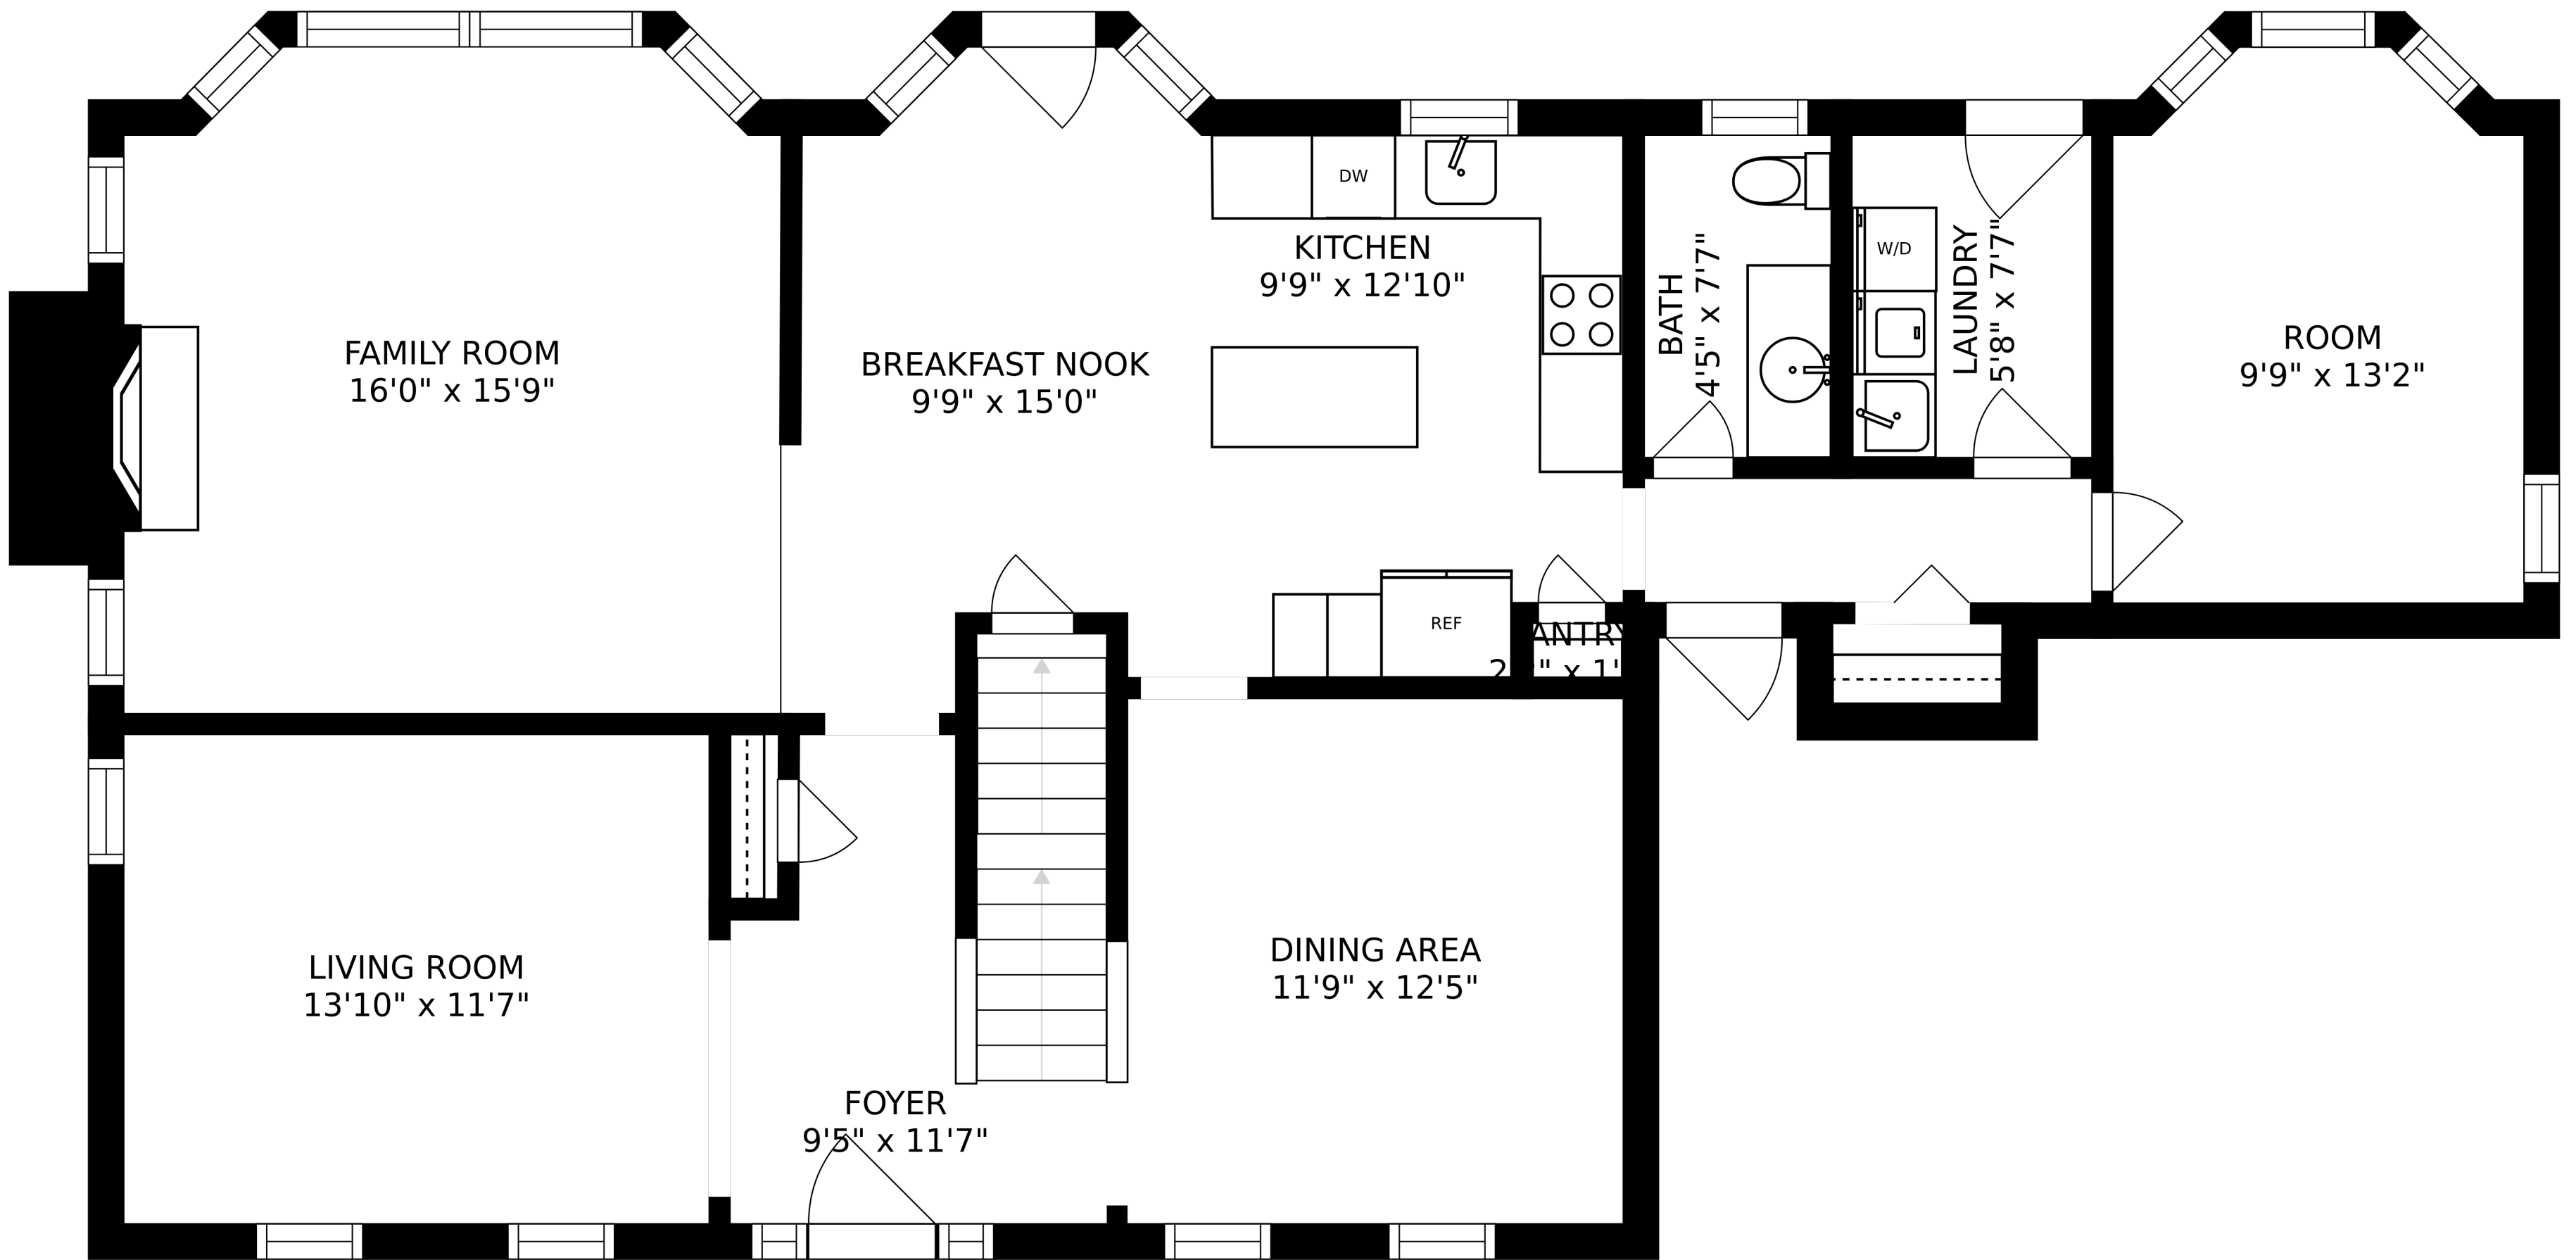 DW
KITCHEN
9'9" x 12'10"
W/D
BATH
4'5" x 7'7"
LAUNDRY
5'8" x 7'7"
FAMILY ROOM
16'0" x 15'9"
BREAKFAST NOOK
9'9" x 15'0"
ROOM
9'9" x 13'2"
REF
ANTRY
LIVING ROOM
13'10" x 11'7"
DINING AREA
11'9" x 12'5"
FOYER
9'5" x 11'7"